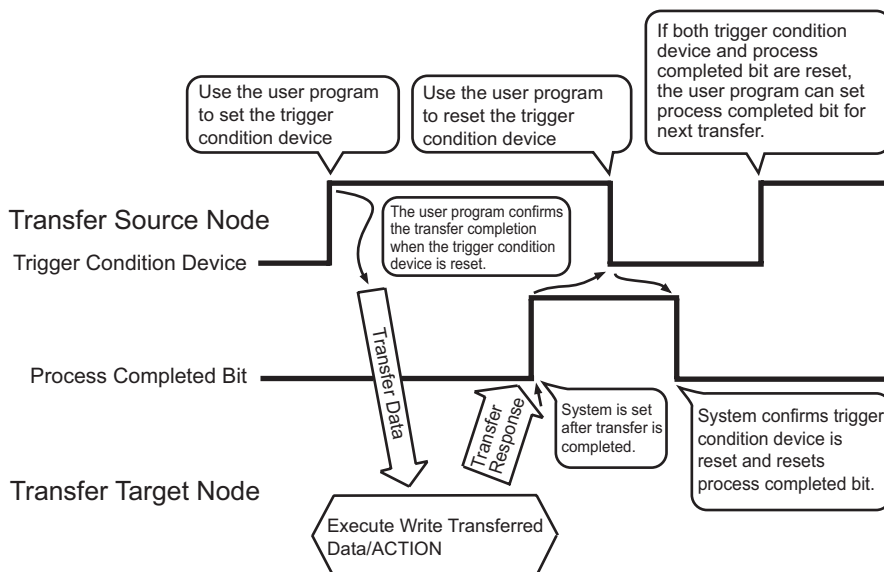 Use the user program
to set the trigger
condition device
Use the user program
to reset the trigger
condition device
If both trigger condition
device and process
completed bit are reset,
the user program can set
process completed bit for
next transfer.
Transfer Source Node
Trigger Condition Device
The user program confirms
the transfer completion
when the trigger condition
device is reset.
Transfer Data
Process Completed Bit
Transfer
Response
System is set
after transfer is
completed.
System confirms trigger
condition device is
reset and resets
process completed bit.
Transfer Target Node
Execute Write Transferred
Data/ACTION